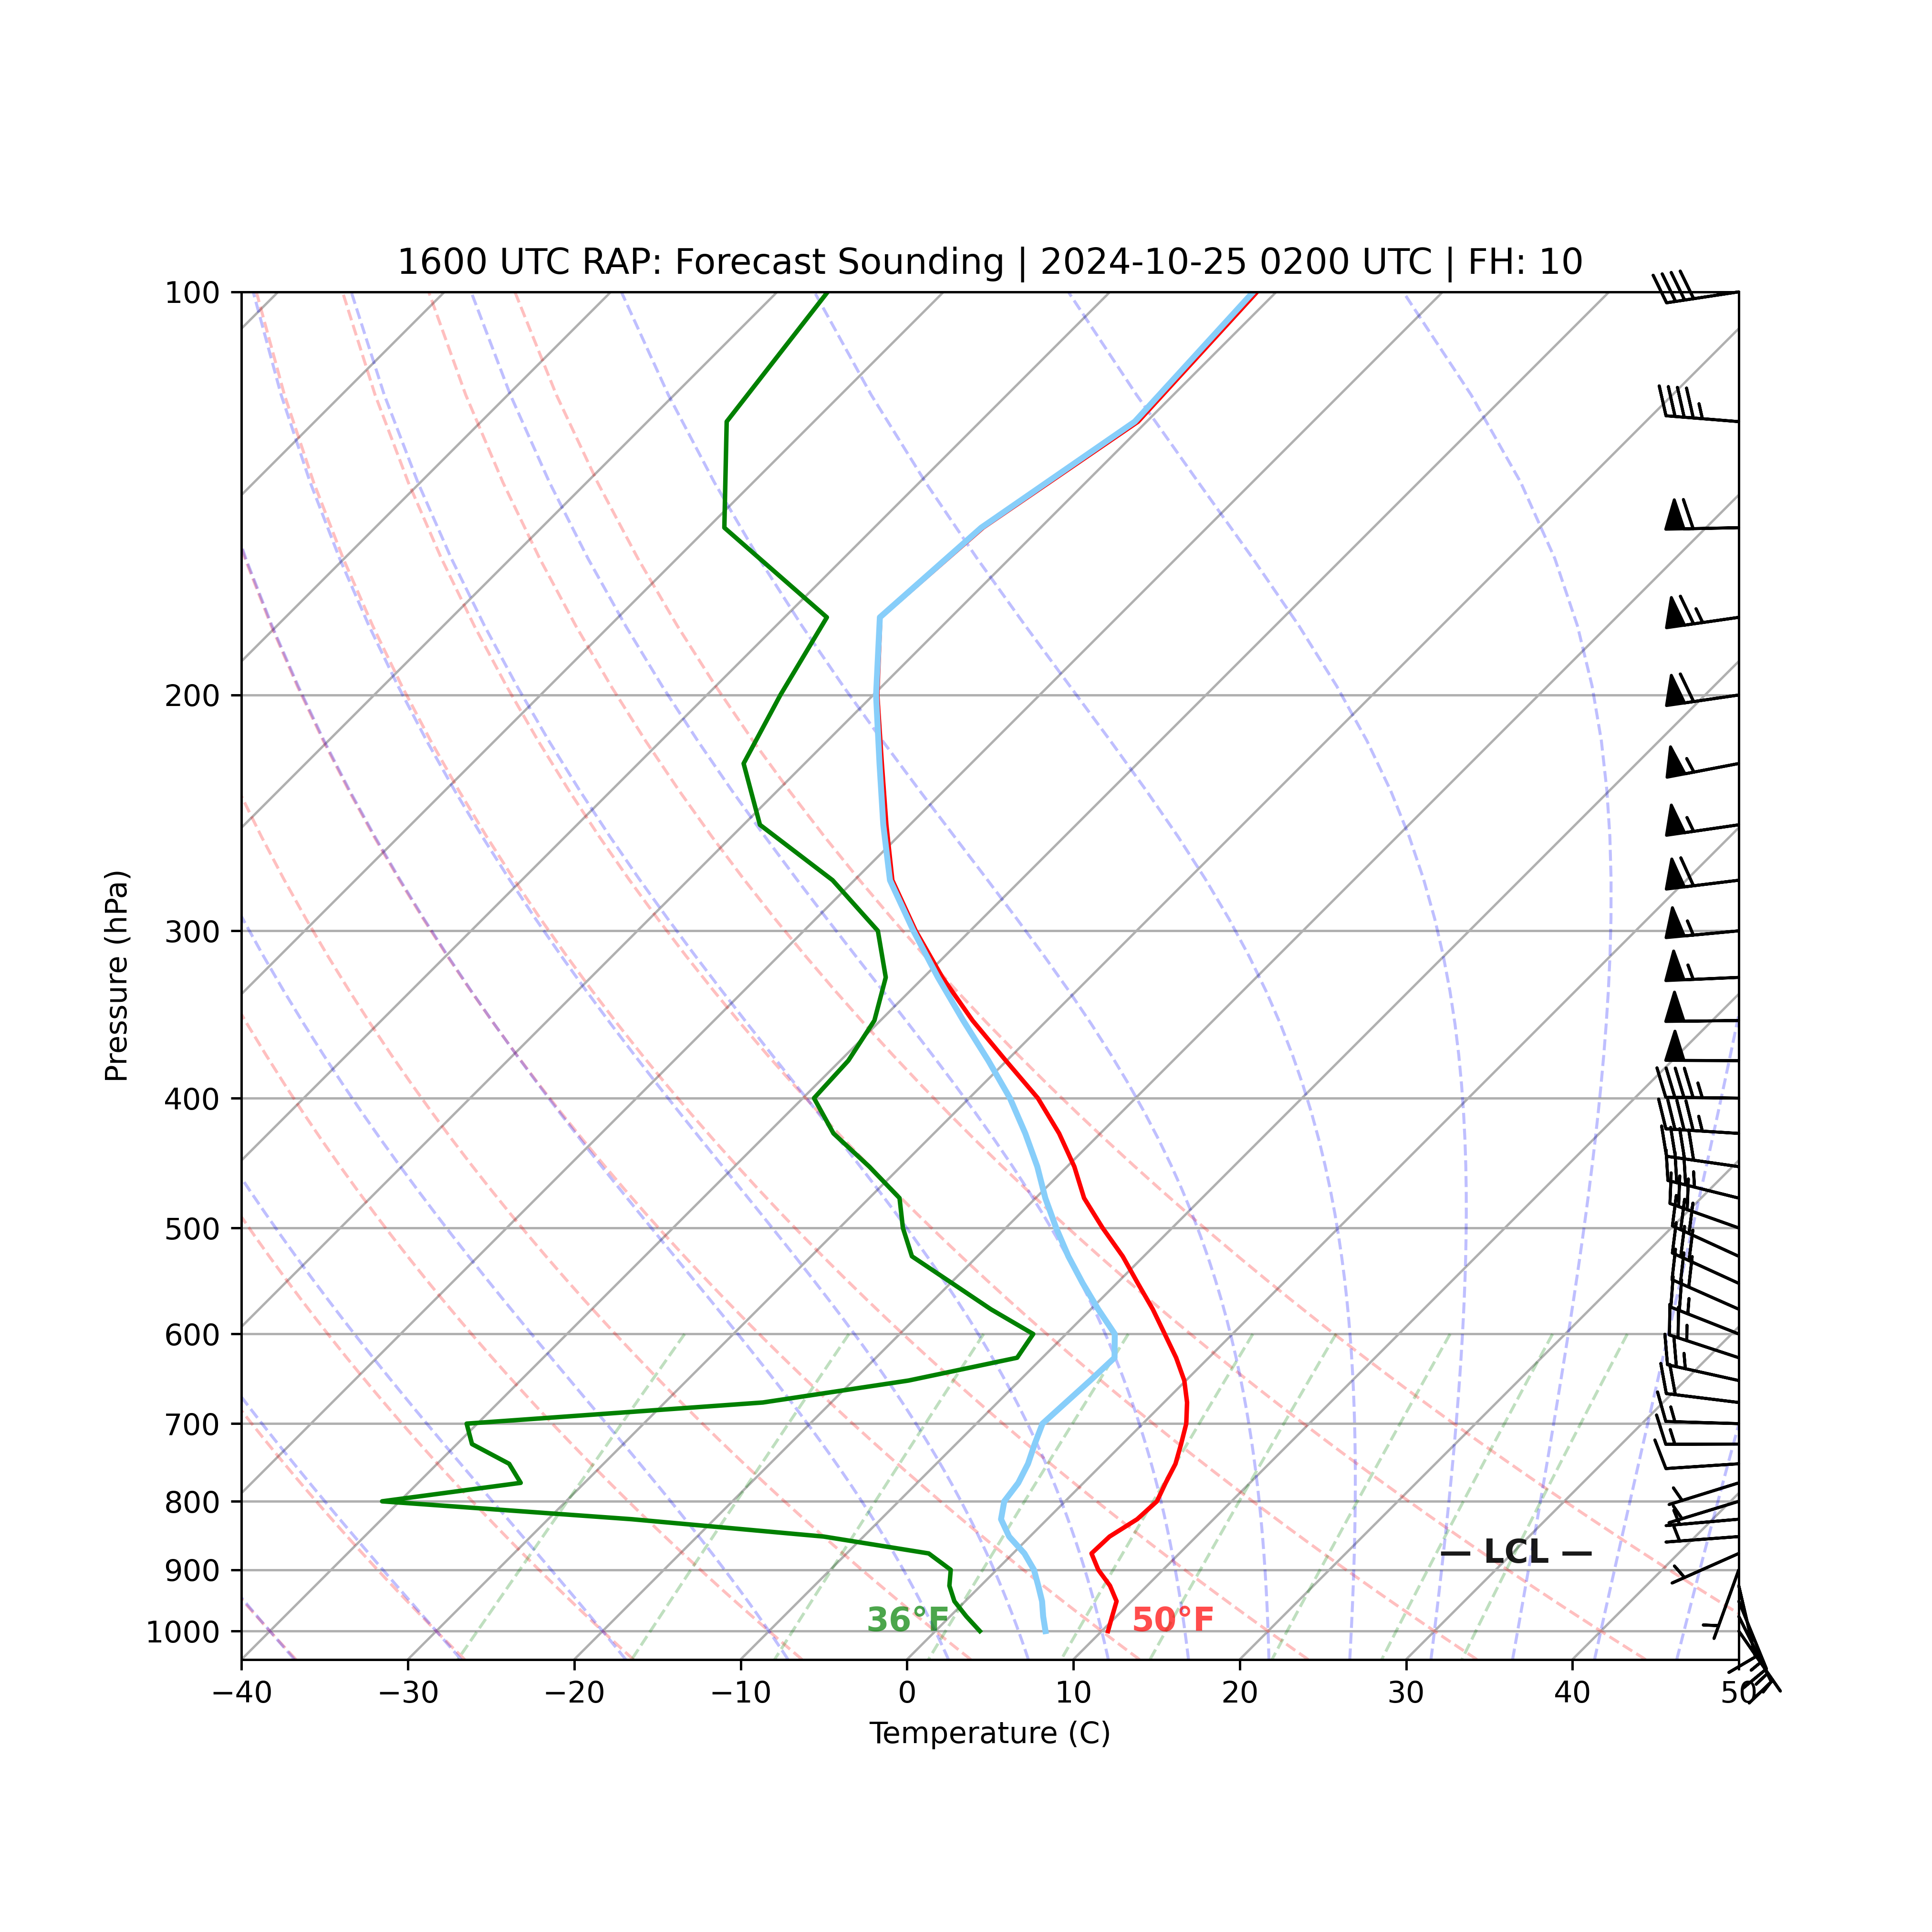 1600 UTC RAP: Forecast Sounding | 2024-10-25 0200 UTC | FH: 10
100
200
300
400
500
600
700
800
900
1000
Pressure (hPa)
— LCL —
36°F
50°F
−40 −30 −20 −10 0 10 20 30 40 50
Temperature (C)